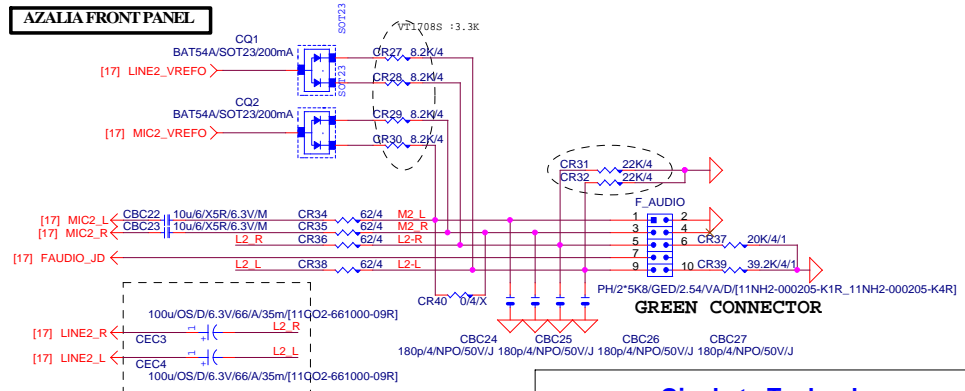 AZALIA FRONT PANEL
SOT23
VT1708S :3.3K
CQ1
BAT54A/SOT23/200mA
CR27 8.2K/4
[17] LINE2_VREFO
SOT23
CR28 8.2K/4
CQ2
BAT54A/SOT23/200mA
CR29 8.2K/4
[17] MIC2_VREFO
CR30 8.2K/4
CR31 22K/4
CR32 22K/4
F_AUDIO
[17] MIC2_L CBC22 10u/6/X5R/6.3V/M CR34 62/4 M2_L 1 2
[17] MIC2_R CBC23 10u/6/X5R/6.3V/M CR35 62/4 M2_R 3 4
L2_R CR36 62/4 L2-R 5 6 CR37 20K/4/1
[17] FAUDIO_JD 7
L2_L CR38 62/4 L2-L 9 10 CR39 39.2K/4/1
CR40 0/4/X
PH/2*5K8/GED/2.54/VA/D/[11NH2-000205-K1R_11NH2-000205-K4R]
GREEN CONNECTOR
100u/OS/D/6.3V/66/A/35m/[11CO2-661000-09R]
[17] LINE2_R 1 L2_R
CEC3 +
[17] LINE2_L 1 L2_L
CEC4 +
100u/OS/D/6.3V/66/A/35m/[11CO2-661000-09R]
CBC24 CBC25 CBC26 CBC27
180p/4/NPO/50V/J 180p/4/NPO/50V/J 180p/4/NPO/50V/J 180p/4/NPO/50V/J